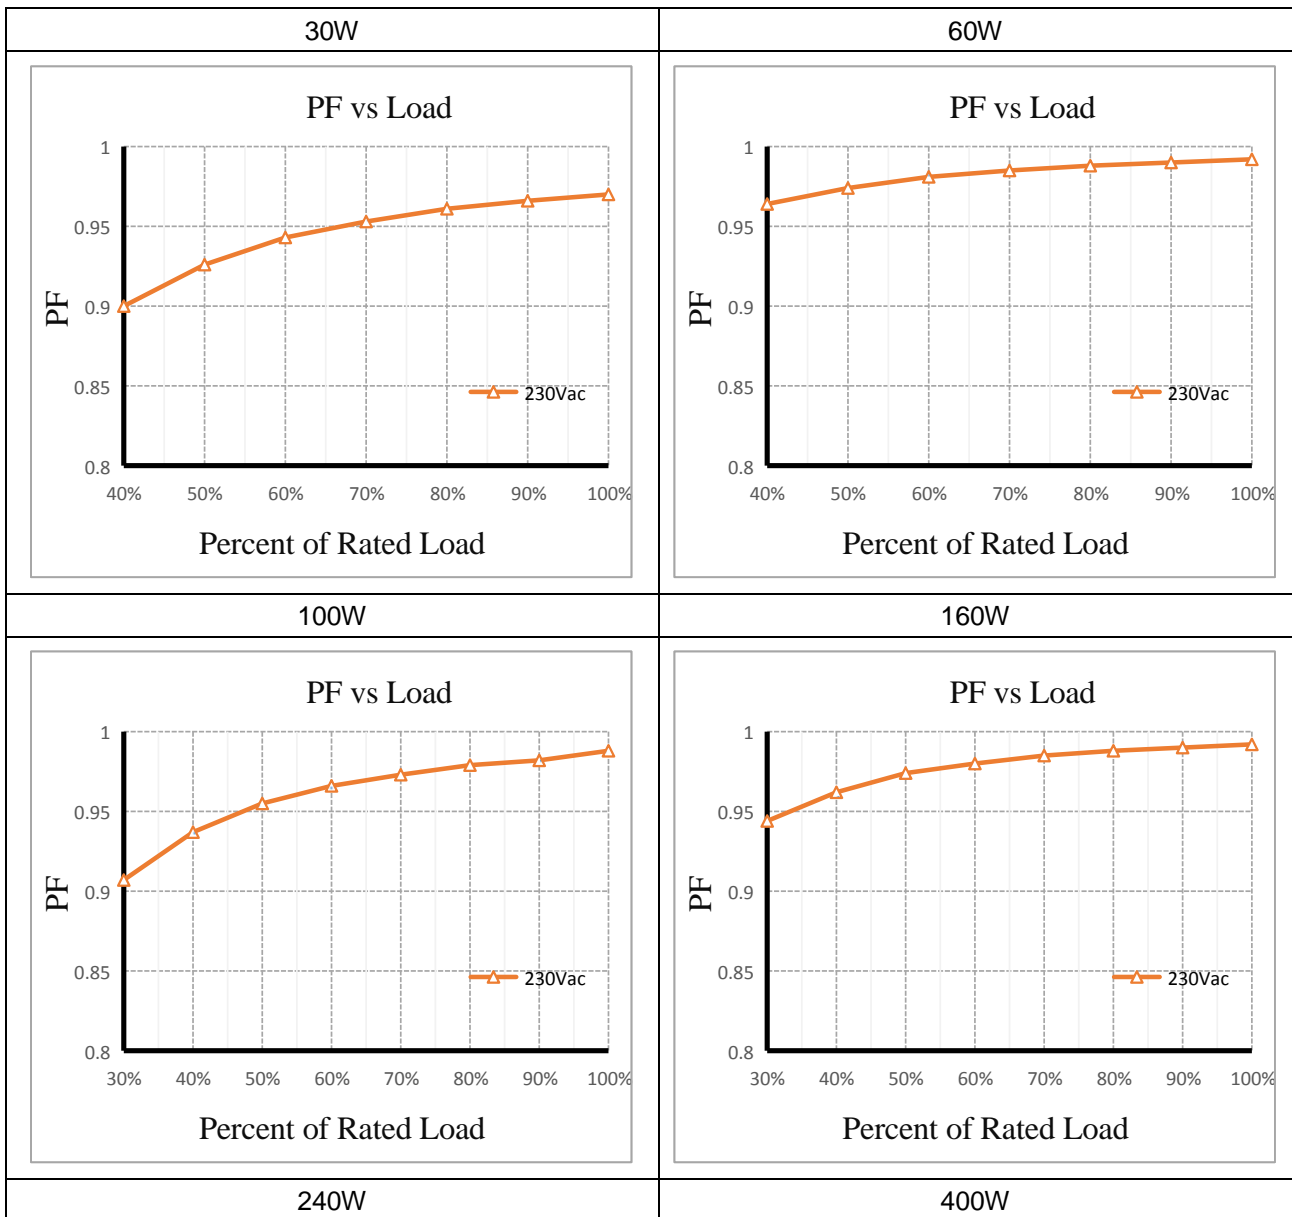 30W
60W
PF vs Load
1
0.95
0.9
0.85
0.8
PF
230Vac
40% 50% 60% 70% 80% 90% 100%
Percent of Rated Load
PF vs Load
1
0.95
0.9
0.85
0.8
PF
230Vac
40% 50% 60% 70% 80% 90% 100%
Percent of Rated Load
100W
160W
PF vs Load
1
0.95
0.9
0.85
0.8
PF
230Vac
30% 40% 50% 60% 70% 80% 90% 100%
Percent of Rated Load
PF vs Load
1
0.95
0.9
0.85
0.8
PF
230Vac
30% 40% 50% 60% 70% 80% 90% 100%
Percent of Rated Load
240W
400W